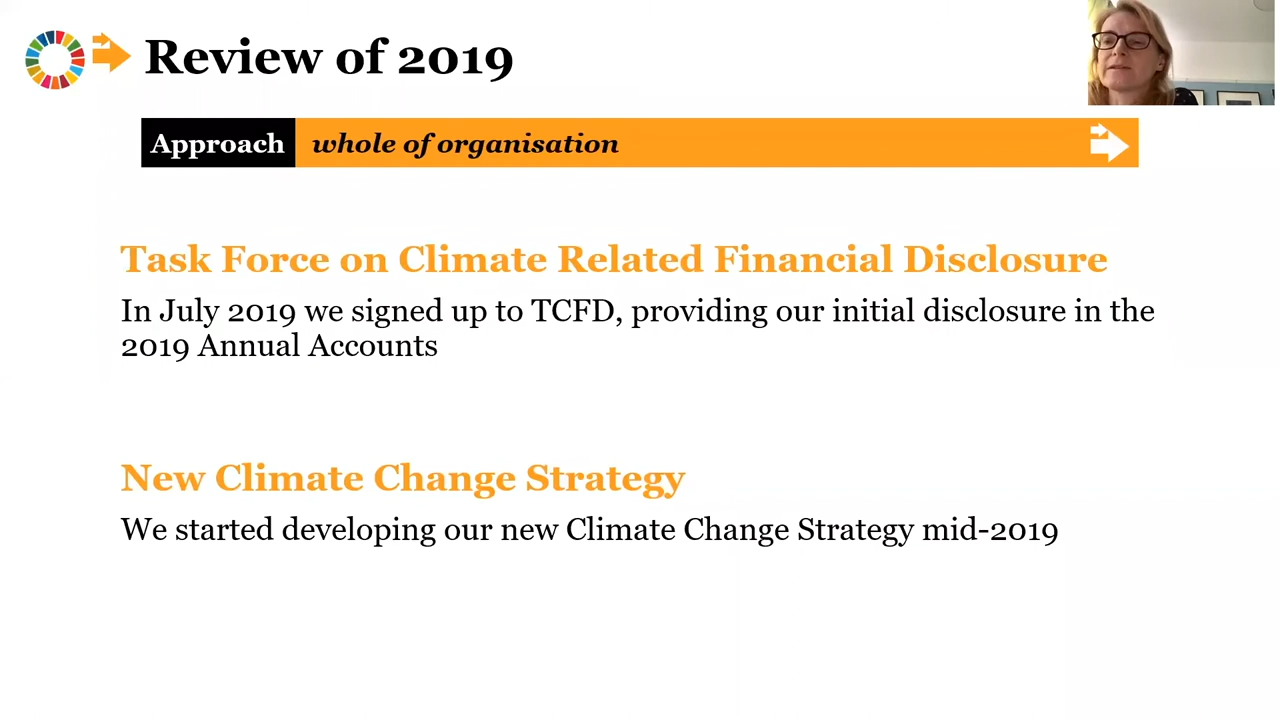 Review of 2019
Approach whole of organisation
Task Force on Climate Related Financial Disclosure
In July 2019 we signed up to TCFD, providing our initial disclosure in the
2019 Annual Accounts
New Climate Change Strategy
We started developing our new Climate Change Strategy mid-2019